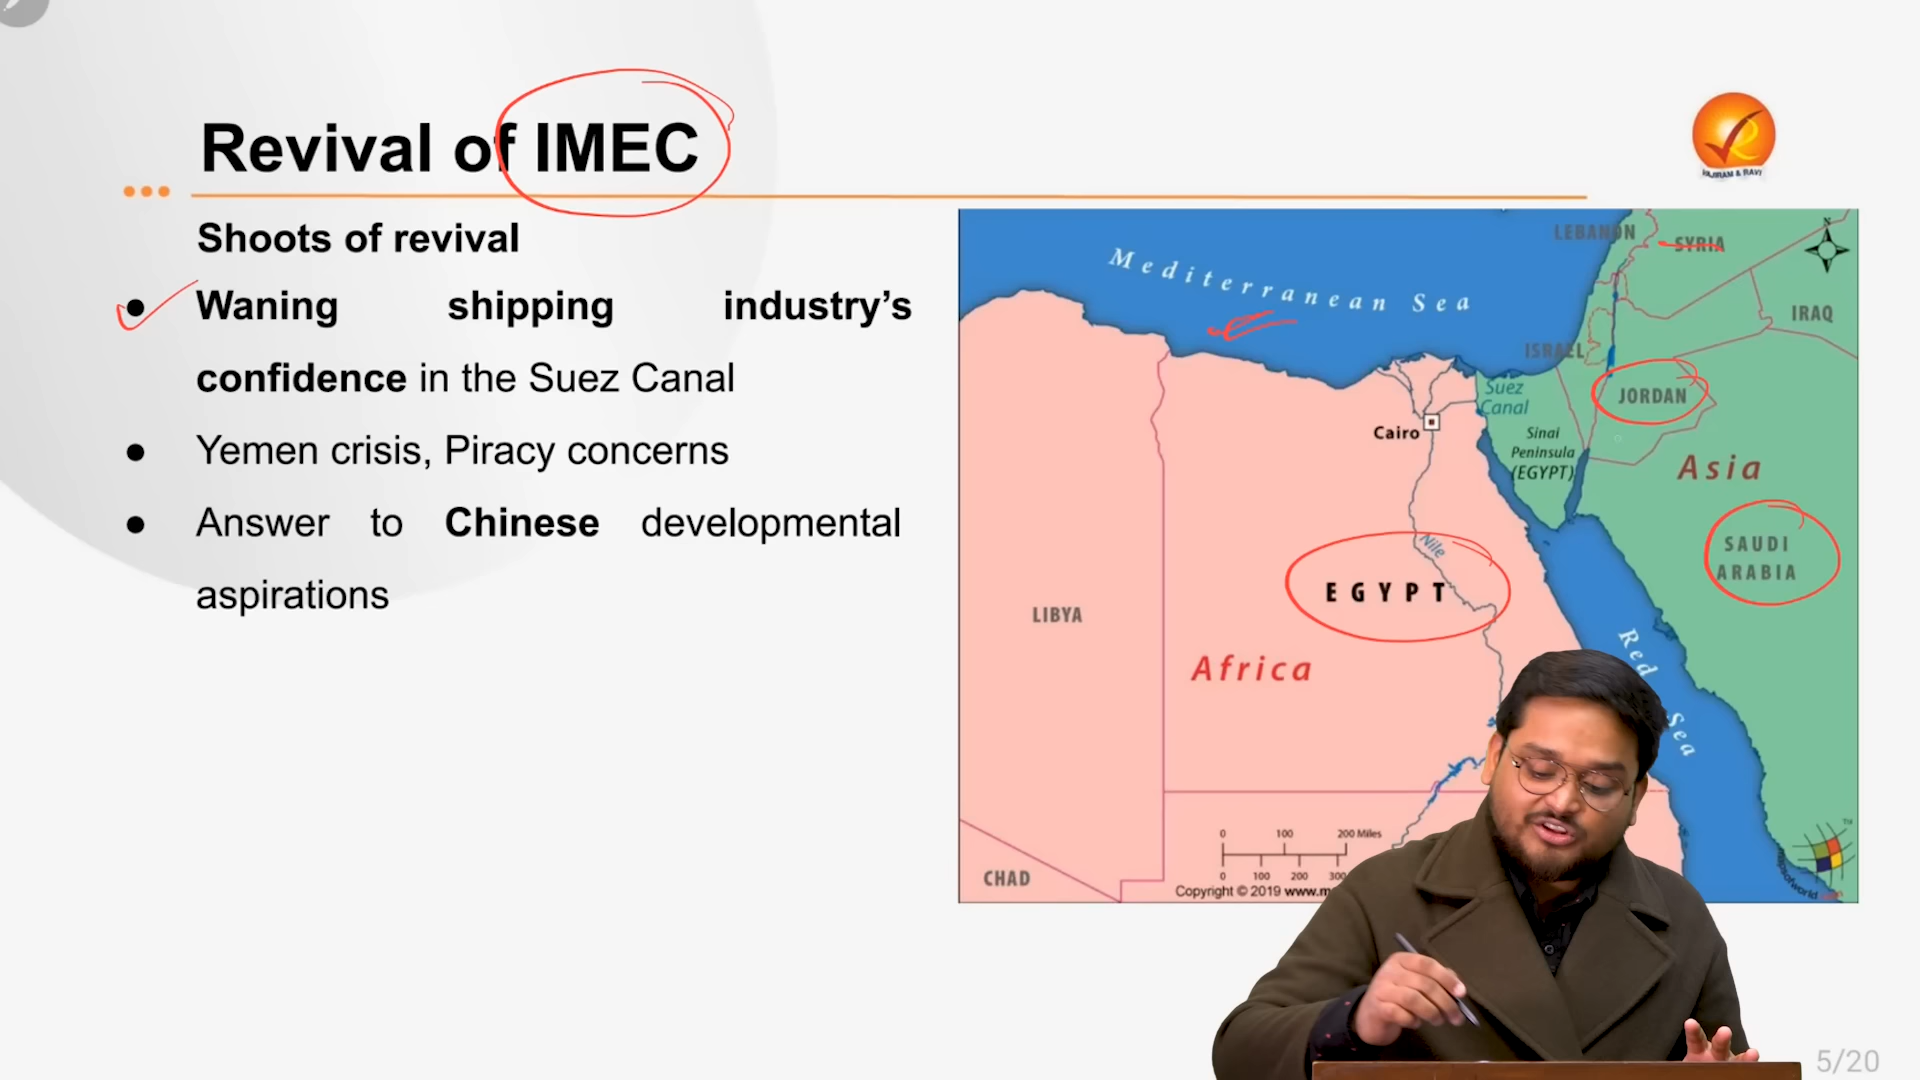 Revival of IMEC
VAJIRAM & RAVI
Shoots of revival
● Waning shipping industry’s
confidence in the Suez Canal
● Yemen crisis, Piracy concerns
● Answer to Chinese developmental
aspirations
Mediterranean Sea
LEBANON
SYRIA
N
IRAQ
ISRAEL
Suez
Canal
JORDAN
Cairo
Sinai
Peninsula
(EGYPT)
Asia
SAUDI
ARABIA
Nile
EGYPT
LIBYA
Africa
Red Sea
0 100 200 Miles
0 100 200
CHAD
Copyright © 2019
5/20